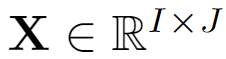 𝐗 ∈ ℝ^{I×J}